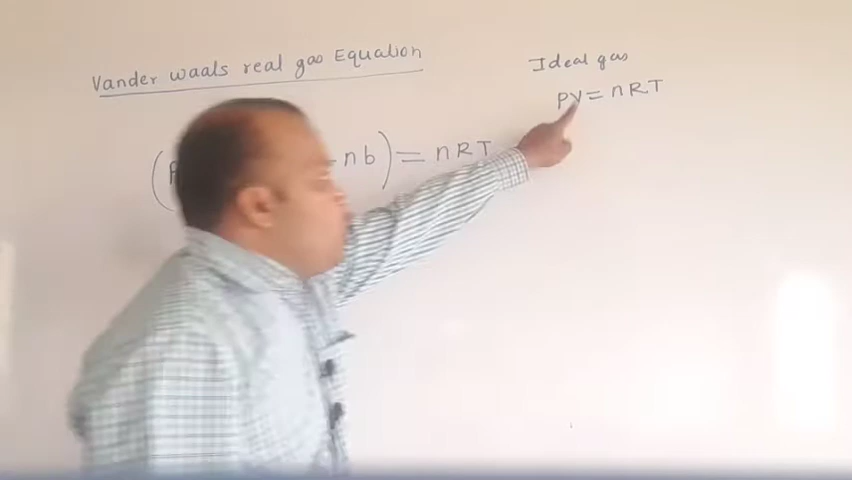 Vander waals real gas Equation
Ideal gas
PV = nRT
(P - nb) = nRT